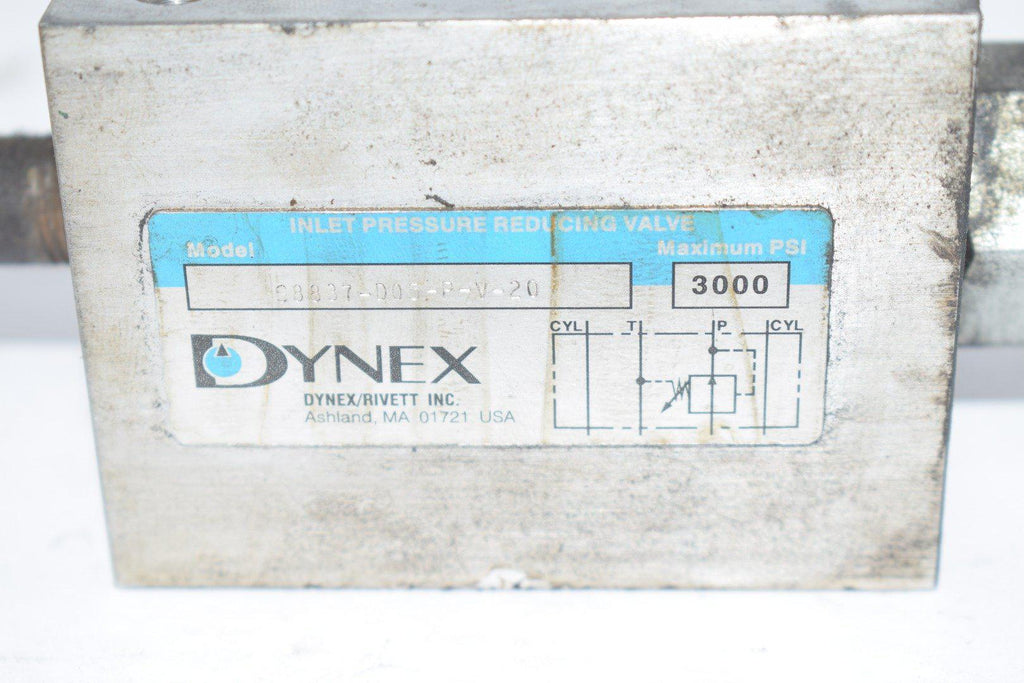 INLET PRESSURE REDUCING VALVE
Model Maximum PSI
3000
CYL T P CYL
DYNEX
DYNEX/RIVETT INC.
Ashland, MA 01721 USA